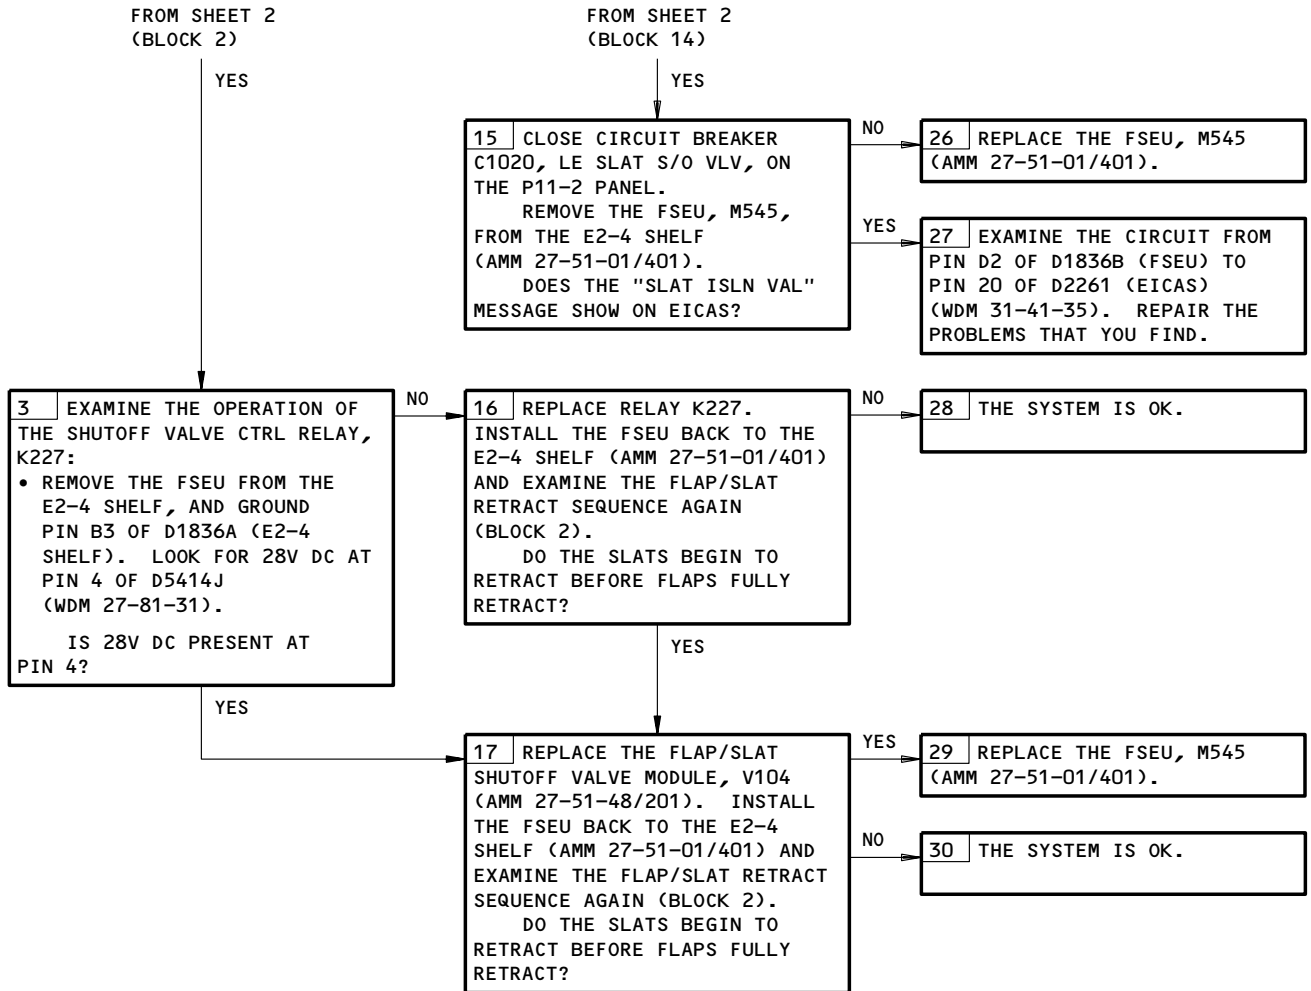 FROM SHEET 2
(BLOCK 2)
YES
FROM SHEET 2
(BLOCK 14)
YES
15 CLOSE CIRCUIT BREAKER
C1020, LE SLAT S/O VLV, ON
THE P11-2 PANEL.
REMOVE THE FSEU, M545,
FROM THE E2-4 SHELF
(AMM 27-51-01/401).
DOES THE "SLAT ISLN VAL"
MESSAGE SHOW ON EICAS?
NO
26 REPLACE THE FSEU, M545
(AMM 27-51-01/401).
YES
27 EXAMINE THE CIRCUIT FROM
PIN D2 OF D1836B (FSEU) TO
PIN 20 OF D2261 (EICAS)
(WDM 31-41-35). REPAIR THE
PROBLEMS THAT YOU FIND.
3 EXAMINE THE OPERATION OF
THE SHUTOFF VALVE CTRL RELAY,
K227:
• REMOVE THE FSEU FROM THE
E2-4 SHELF, AND GROUND
PIN B3 OF D1836A (E2-4
SHELF). LOOK FOR 28V DC AT
PIN 4 OF D5414J
(WDM 27-81-31).
IS 28V DC PRESENT AT
PIN 4?
NO
YES
16 REPLACE RELAY K227.
INSTALL THE FSEU BACK TO THE
E2-4 SHELF (AMM 27-51-01/401)
AND EXAMINE THE FLAP/SLAT
RETRACT SEQUENCE AGAIN
(BLOCK 2).
DO THE SLATS BEGIN TO
RETRACT BEFORE FLAPS FULLY
RETRACT?
NO
28 THE SYSTEM IS OK.
YES
17 REPLACE THE FLAP/SLAT
SHUTOFF VALVE MODULE, V104
(AMM 27-51-48/201). INSTALL
THE FSEU BACK TO THE E2-4
SHELF (AMM 27-51-01/401) AND
EXAMINE THE FLAP/SLAT RETRACT
SEQUENCE AGAIN (BLOCK 2).
DO THE SLATS BEGIN TO
RETRACT BEFORE FLAPS FULLY
RETRACT?
YES
29 REPLACE THE FSEU, M545
(AMM 27-51-01/401).
NO
30 THE SYSTEM IS OK.